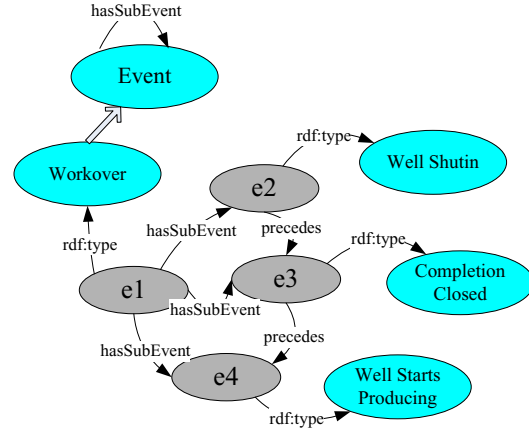 hasSubEvent
Event
Workover
rdf:type
Well Shutin
e2
hasSubEvent
precedes
rdf:type
rdf:type
e1
e3
Completion
Closed
hasSubEvent
hasSubEvent
precedes
e4
Well Starts
Producing
rdf:type